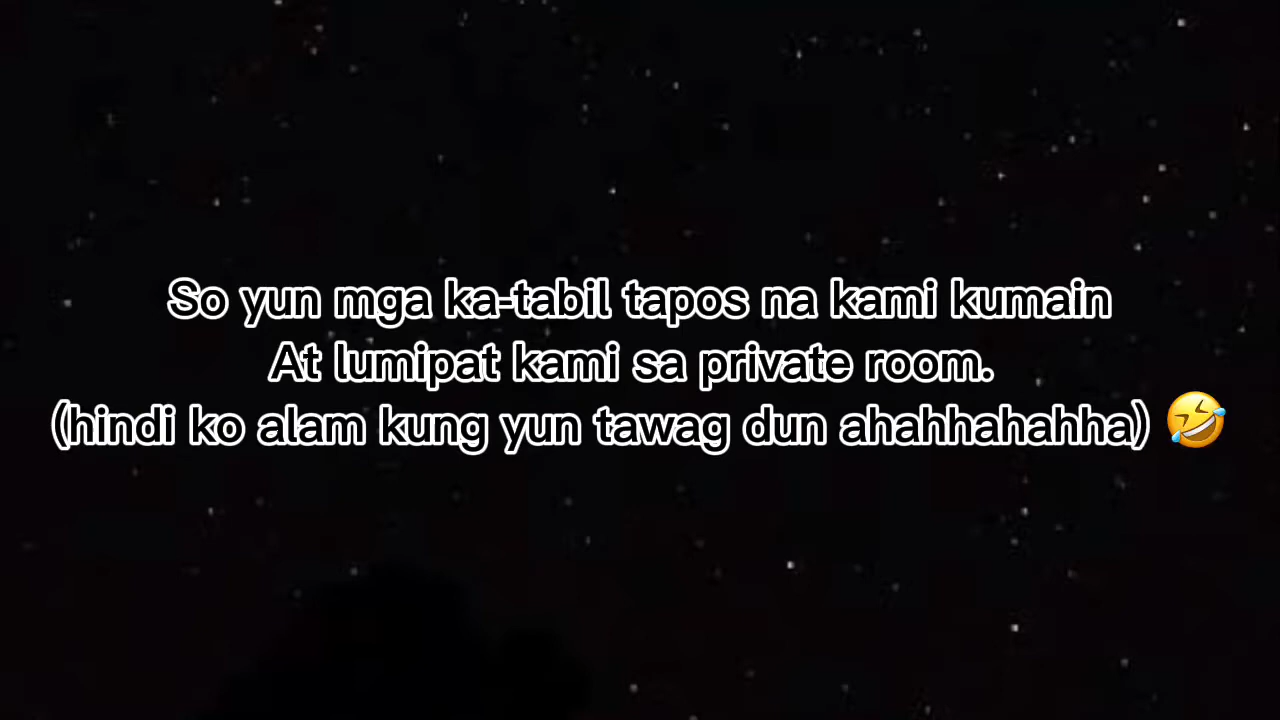 So yun mga ka-tabil tapos na kami kumain
At lumipat kami sa private room.
(hindi ko alam kung yun tawag dun ahahhahahha) 🤣